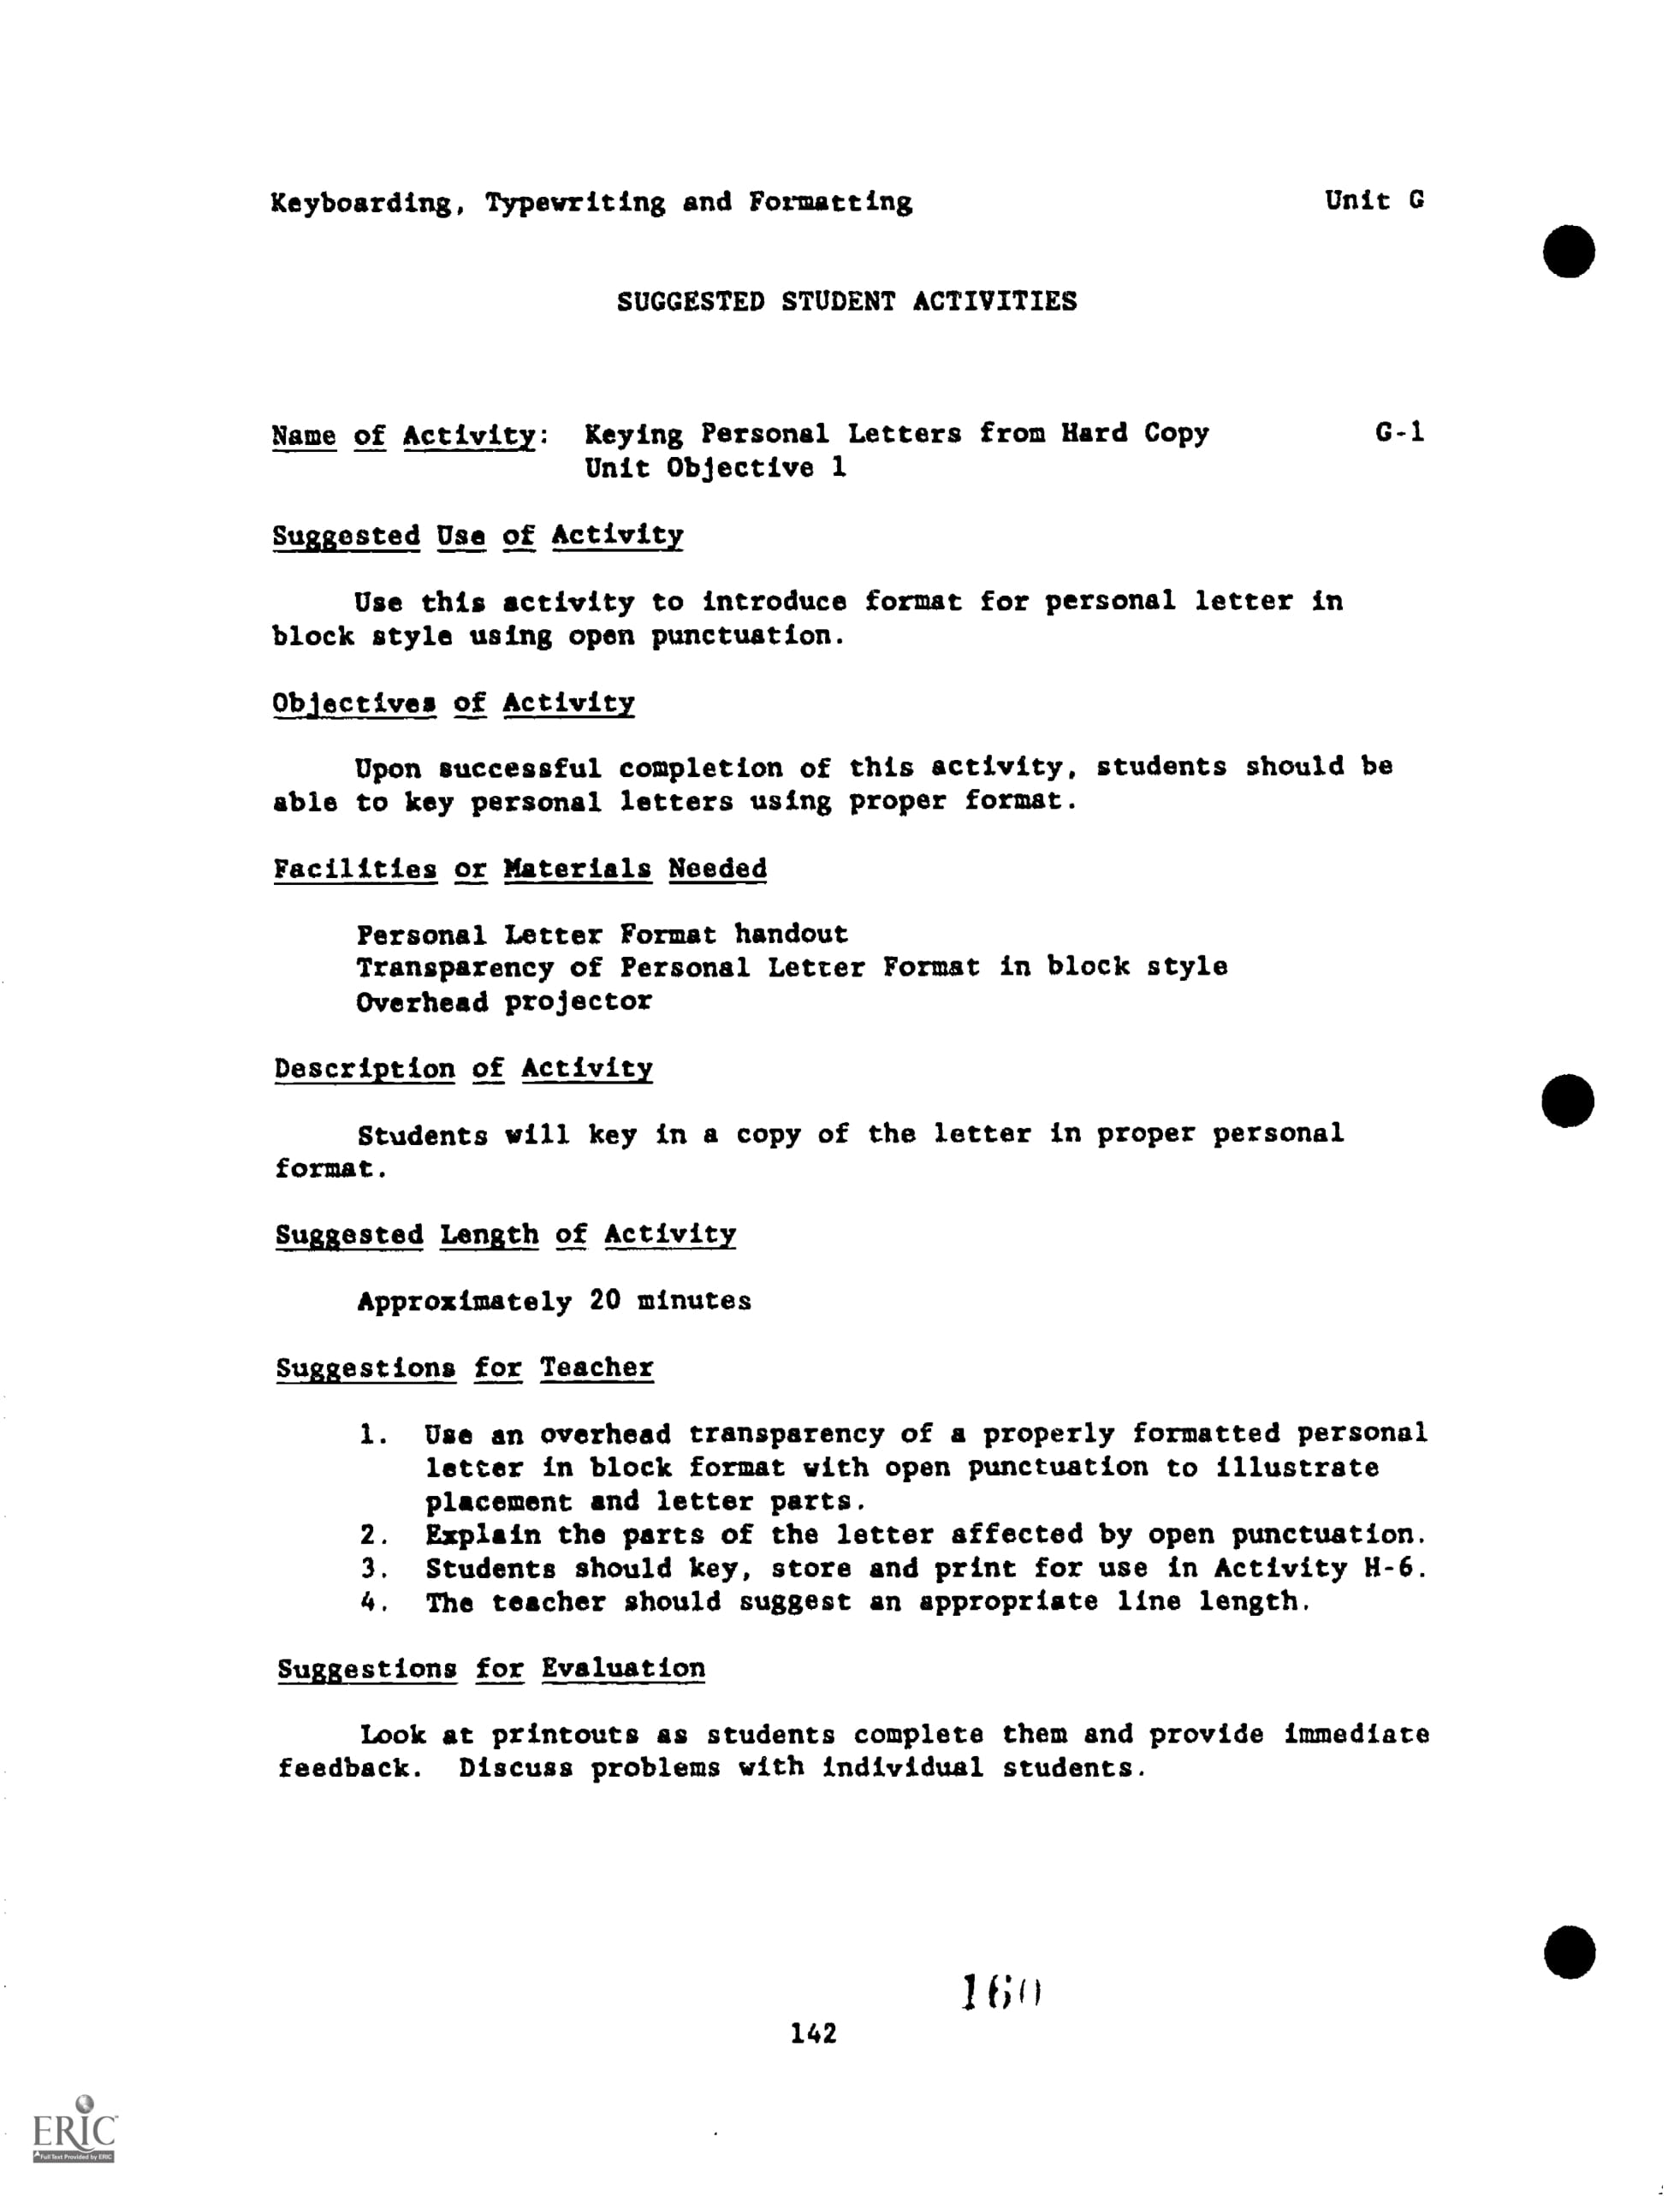 Keyboarding, Typewriting and Formatting Unit G
SUGGESTED STUDENT ACTIVITIES
Name of Activity: Keying Personal Letters from Hard Copy G-1
Unit Objective 1
Suggested Use of Activity
Use this activity to introduce format for personal letter in
block style using open punctuation.
Objectives of Activity
Upon successful completion of this activity, students should be
able to key personal letters using proper format.
Facilities or Materials Needed
Personal Letter Format handout
Transparency of Personal Letter Format in block style
Overhead projector
Description of Activity
Students will key in a copy of the letter in proper personal
format.
Suggested Length of Activity
Approximately 20 minutes
Suggestions for Teacher
1. Use an overhead transparency of a properly formatted personal
letter in block format with open punctuation to illustrate
placement and letter parts.
2. Explain the parts of the letter affected by open punctuation.
3. Students should key, store and print for use in Activity H-6.
4. The teacher should suggest an appropriate line length.
Suggestions for Evaluation
Look at printouts as students complete them and provide immediate
feedback. Discuss problems with individual students.
160
142
ERIC
Full Text Provided by ERIC